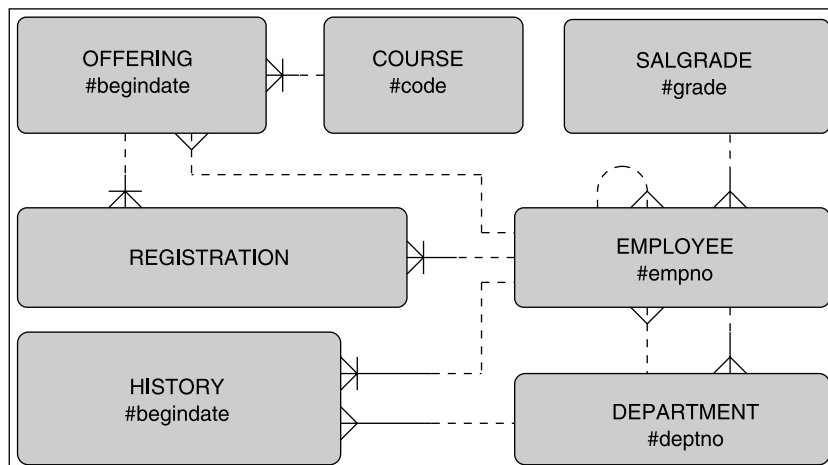 OFFERING
#begindate
COURSE
#code
SALGRADE
#grade
REGISTRATION
EMPLOYEE
#empno
HISTORY
#begindate
DEPARTMENT
#deptno